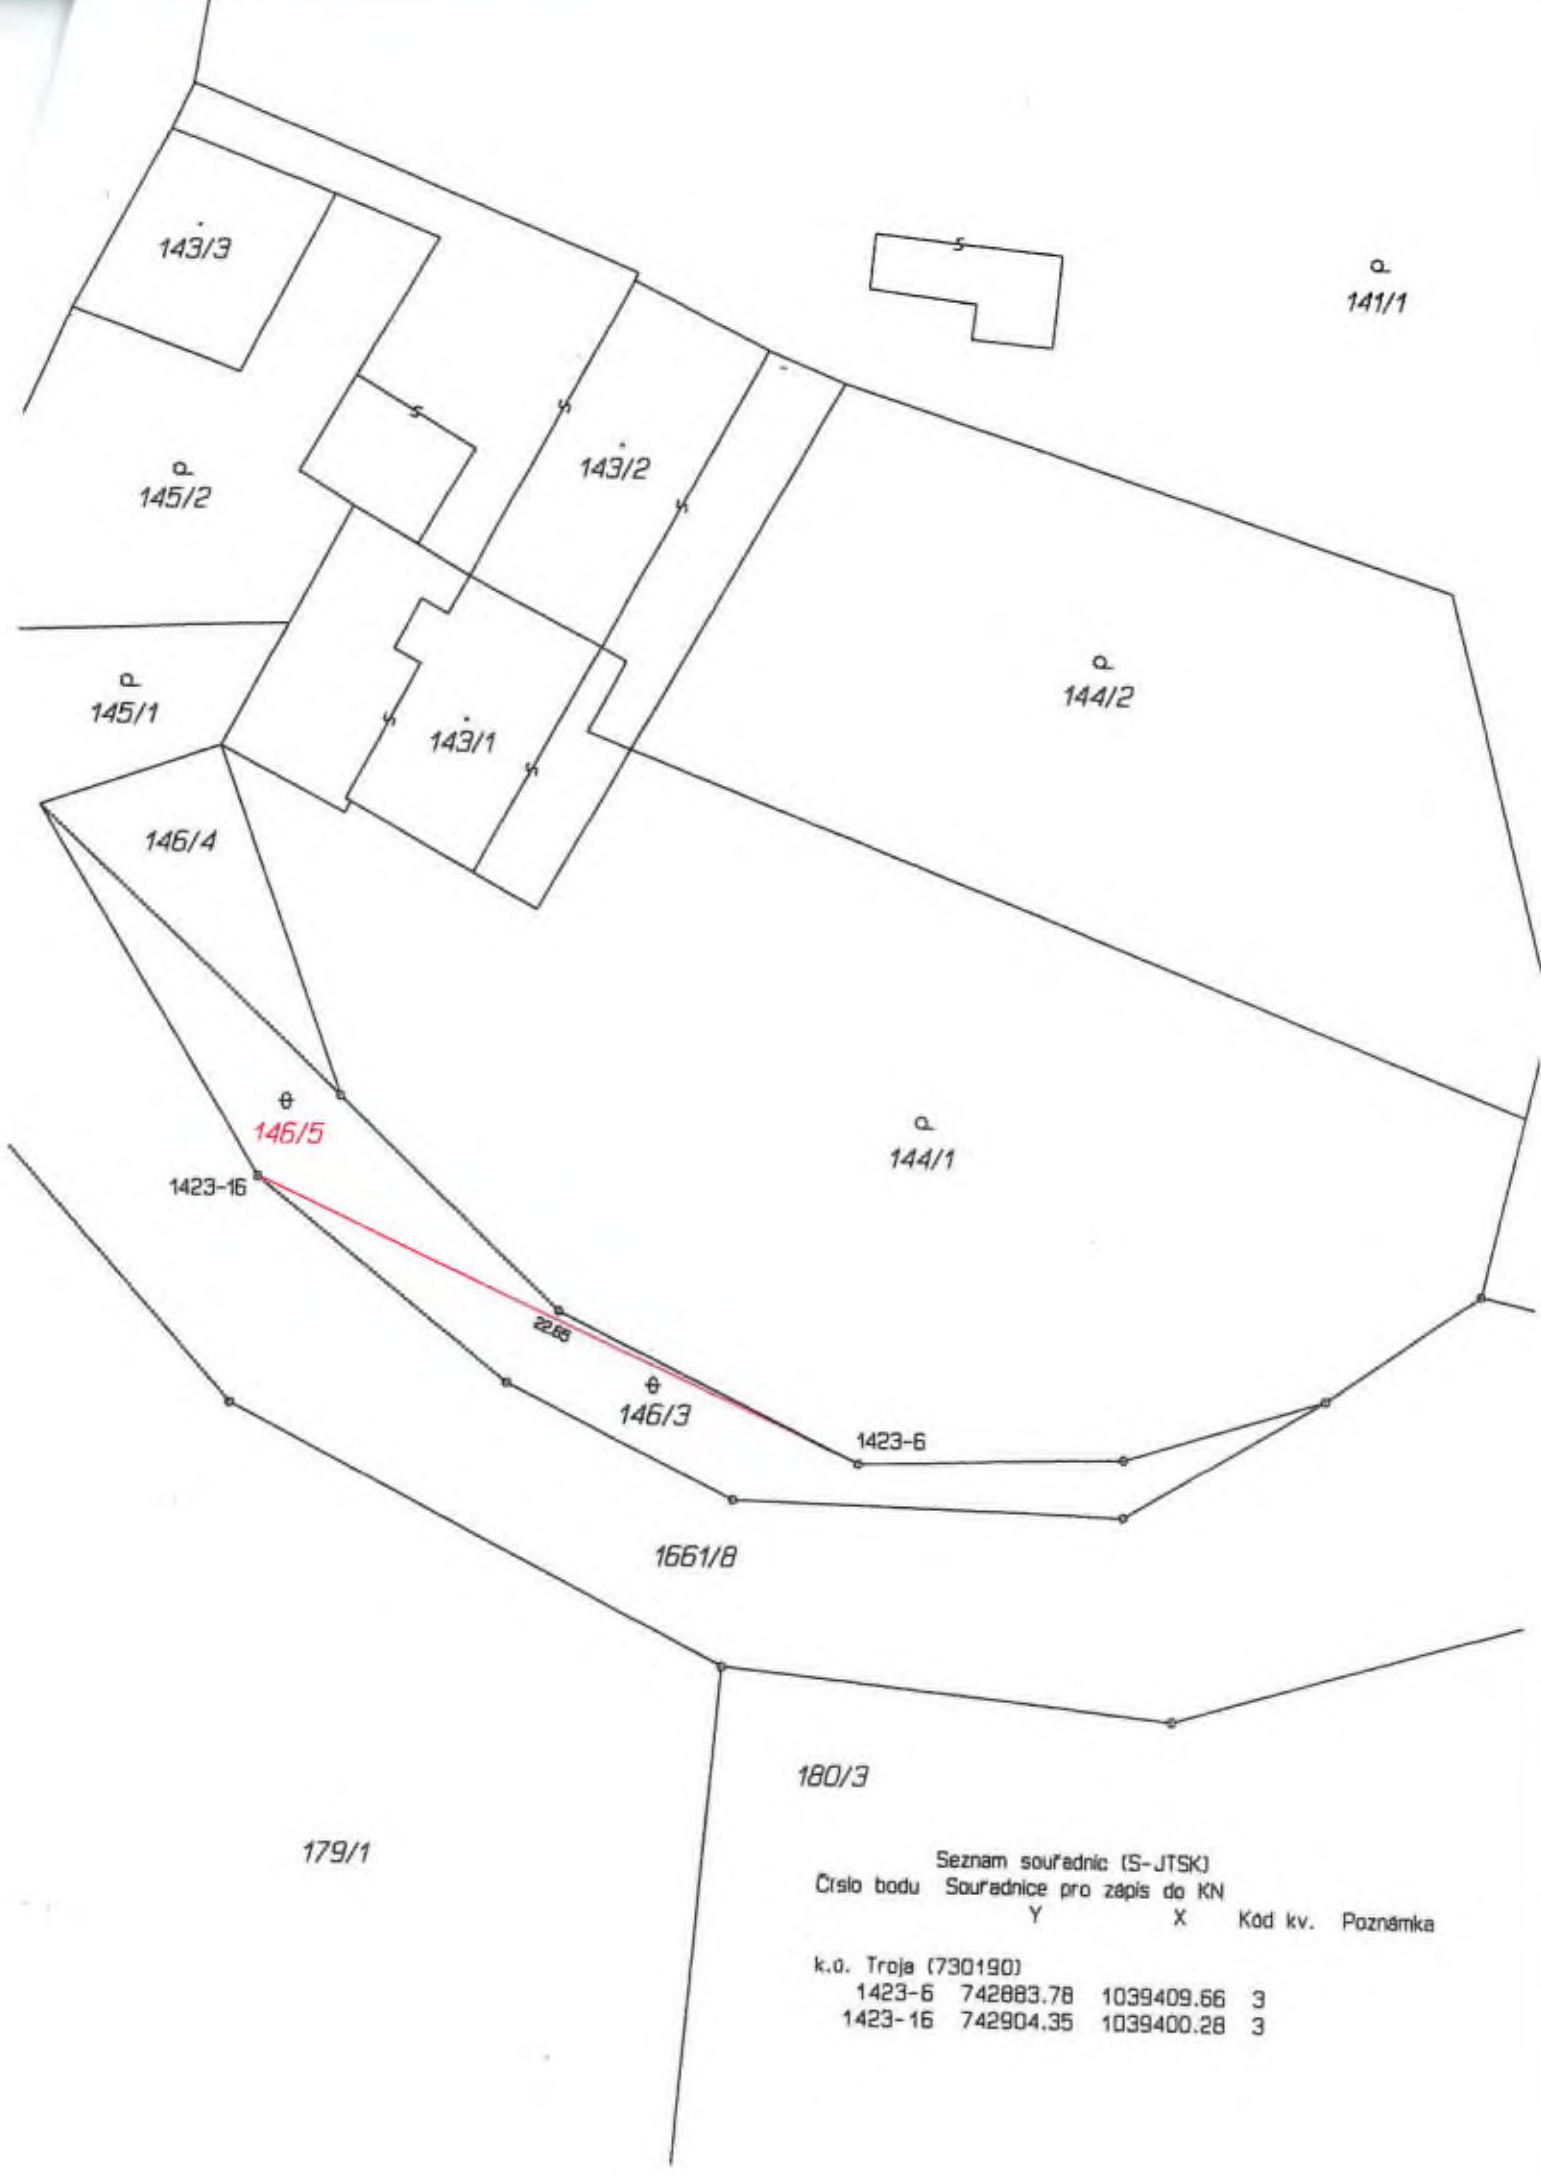 143/3
141/1
143/2
145/2
144/2
145/1
143/1
146/4
146/5
144/1
1423-16
22.65
146/3
1423-6
1661/8
180/3
179/1
Seznam souřadnic (S-JTSK)
Číslo bodu Souřadnice pro zápis do KN
Y X Kód kv. Poznámka
k.ú. Troja (730190)
1423-6 742883.78 1039409.66 3
1423-16 742904.35 1039400.28 3